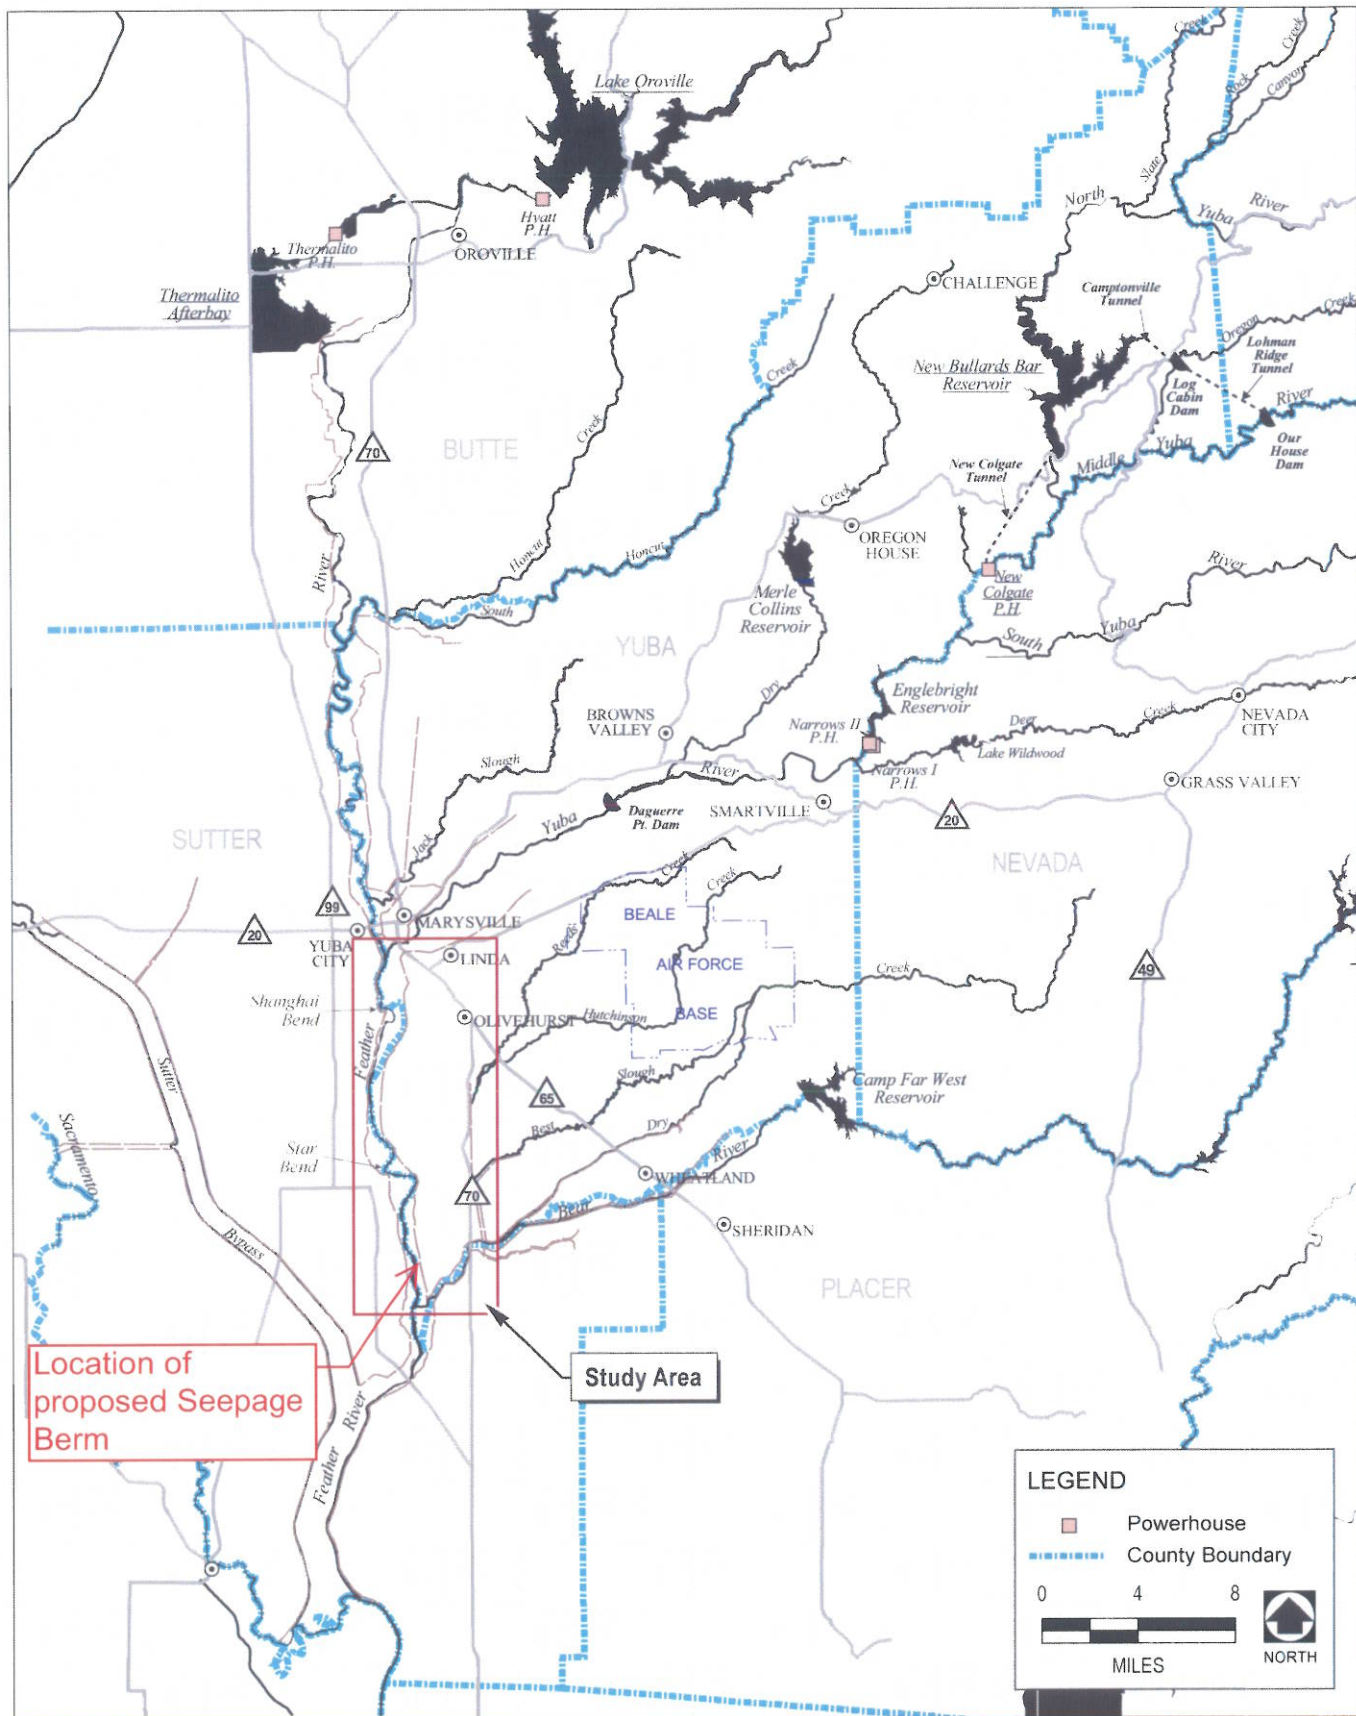 Creek
Rock
Creek
Canyon
Lake Oroville
Slate
North
Yuba
River
Hyatt
P.H.
OROVILLE
Thermalito
P.H.
Thermalito
Afterbay
CHALLENGE
Camptonville
Tunnel
Oregon
Creek
Lohman
Ridge
Tunnel
New Bullards Bar
Reservoir
Log
Cabin
Dam
River
Our
House
Dam
Yuba
Middle
Creek
Creek
70
BUTTE
New Colgate
Tunnel
Creek
OREGON
HOUSE
River
Honcut
Honcut
South
Merle
Collins
Reservoir
New
Colgate
P.H.
River
Yuba
South
YUBA
Dry
Englebright
Reservoir
BROWNS
VALLEY
Narrows II
P.H.
Deer
Creek
Lake Wildwood
NEVADA
CITY
Slough
River
Narrows I
P.H.
GRASS VALLEY
SMARTVILLE
20
Daguerre
Pt. Dam
Yuba
Jack
SUTTER
NEVADA
Creek
Creek
99
20
MARYSVILLE
YUBA
CITY
BEALE
Reeds
LINDA
AIR FORCE
Creek
49
Shanghai
Bend
OLIVEHURST
Hutchinson
BASE
Feather
Sutter
Slough
65
Camp Far West
Reservoir
Best
Dry
River
Sacramento
Star
Bend
WHEATLAND
70
Bear
SHERIDAN
Bypass
PLACER
Location of
proposed Seepage
Berm
Study Area
River
Feather
LEGEND
Powerhouse
County Boundary
0 4 8
MILES
NORTH